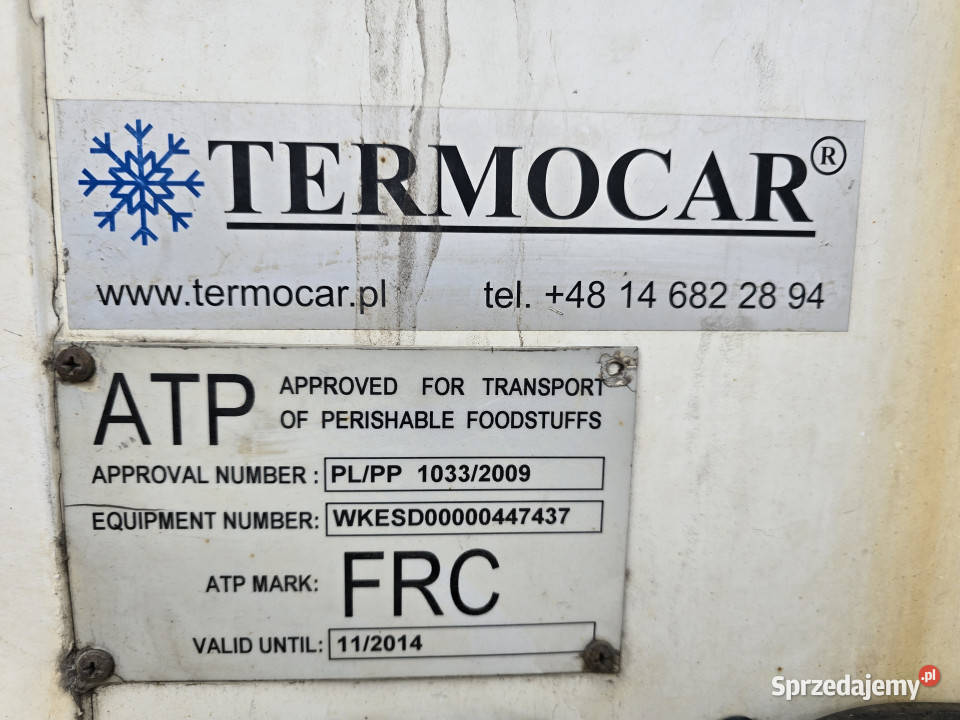 TERMOCAR®
www.termocar.pl tel. +48 14 682 28 94
ATP APPROVED FOR TRANSPORT
OF PERISHABLE FOODSTUFFS
APPROVAL NUMBER : PL/PP 1033/2009
EQUIPMENT NUMBER: WKESD00000447437
ATP MARK: FRC
VALID UNTIL: 11/2014
Sprzedajemy.pl